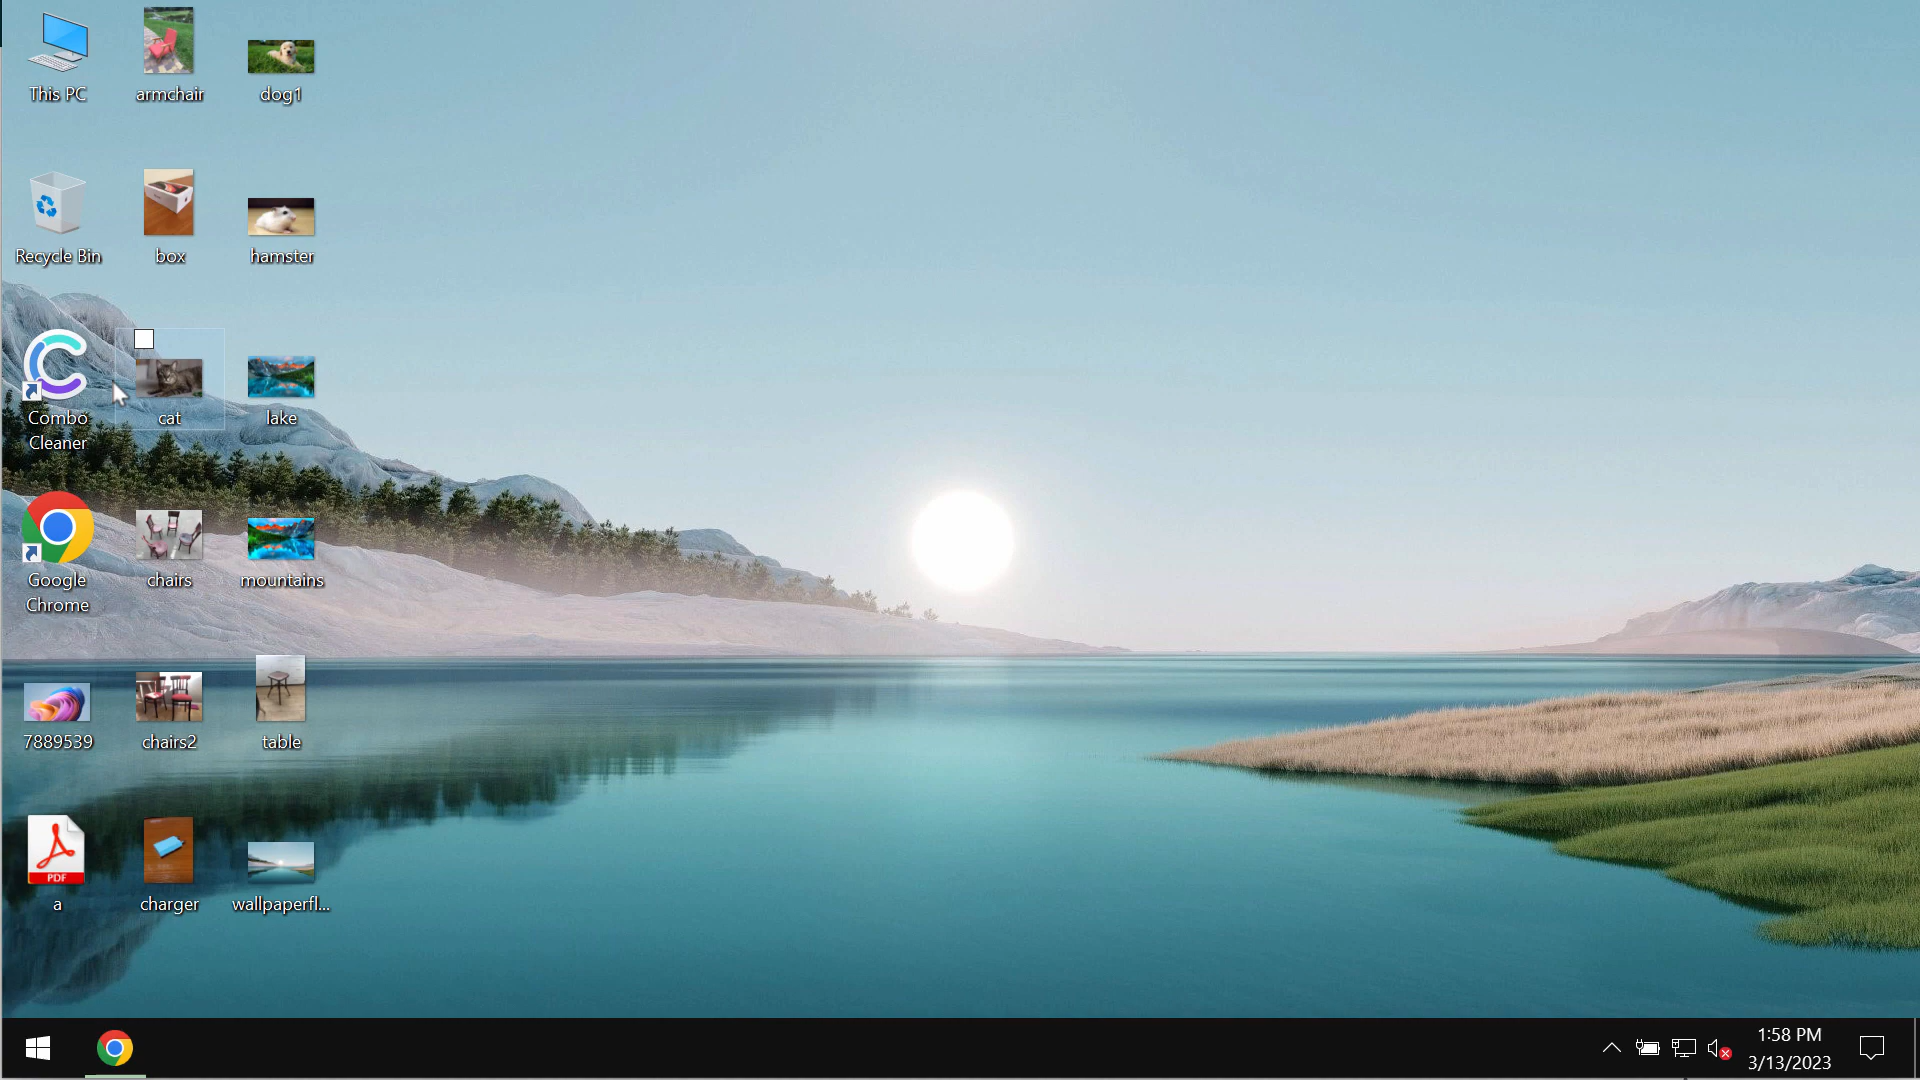 This PC
armchair
dog1
Recycle Bin
box
hamster
Combo
Cleaner
cat
lake
Google
Chrome
chairs
mountains
7889539
chairs2
table
PDF
a
charger
wallpaperfl...
1:58 PM
3/13/2023